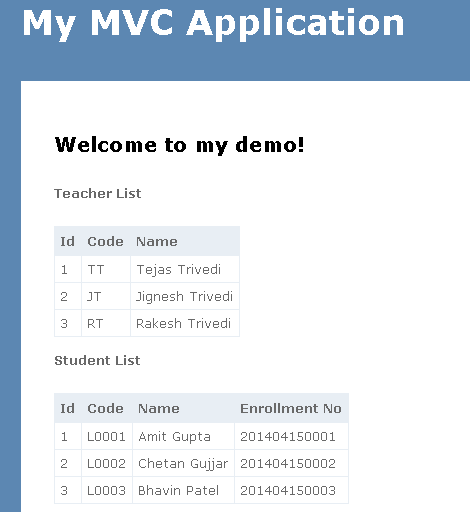 My MVC Application
Welcome to my demo!
Teacher List
Id Code Name
1 TT Tejas Trivedi
2 JT Jignesh Trivedi
3 RT Rakesh Trivedi
Student List
Id Code Name Enrollment No
1 L0001 Amit Gupta 201404150001
2 L0002 Chetan Gujjar 201404150002
3 L0003 Bhavin Patel 201404150003